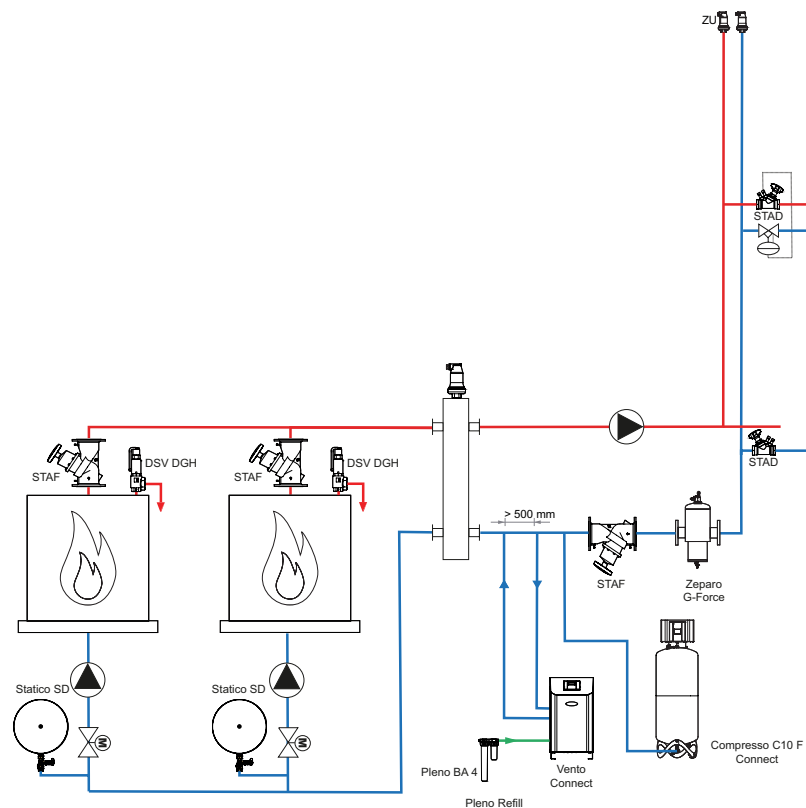 ZU
STAD
STAF
DSV DGH
STAF
DSV DGH
STAD
> 500 mm
STAF
Zeparo
G-Force
Statico SD
M
Statico SD
M
Pleno BA 4
Vento
Connect
Compresso C10 F
Connect
Pleno Refill